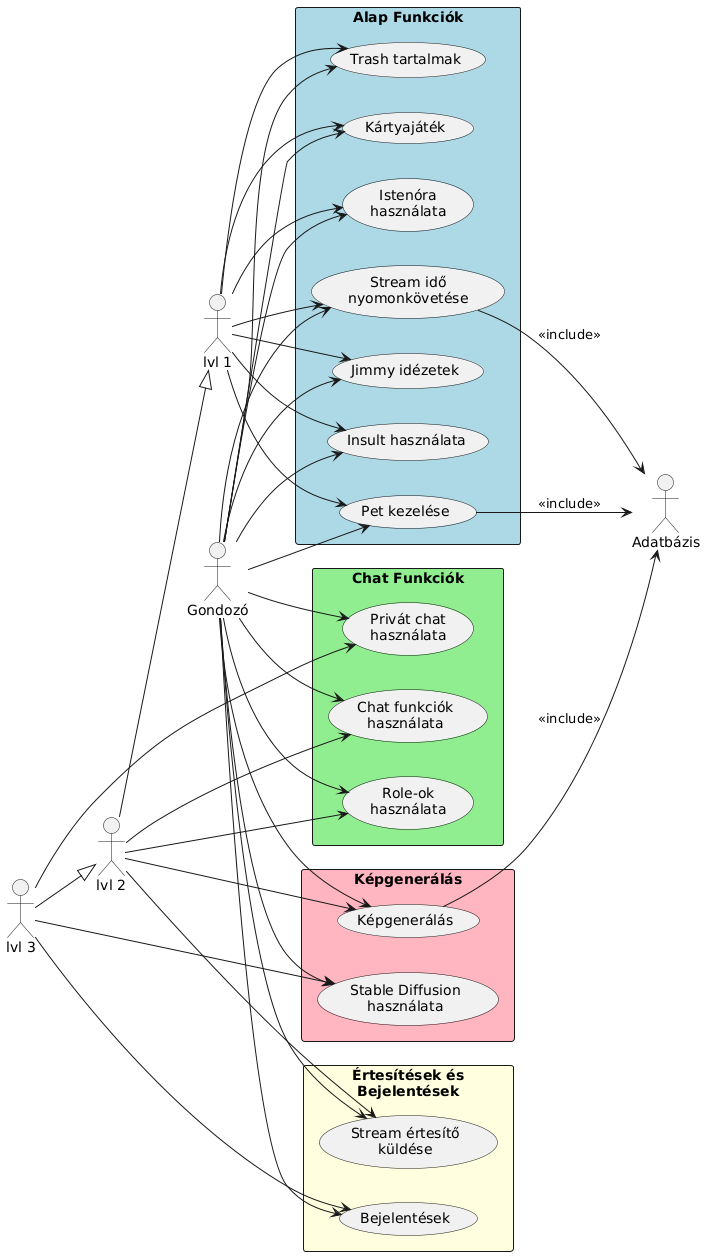 Alap Funkciók
Trash tartalmak
Kártyajáték
Istenóra
használata
Stream idő
nyomonkövetése
«include»
lvl 1
Jimmy idézetek
Insult használata
Pet kezelése
«include»
Adatbázis
Gondozó
Chat Funkciók
Privát chat
használata
Chat funkciók
használata
«include»
Role-ok
használata
lvl 2
Képgenerálás
Képgenerálás
lvl 3
Stable Diffusion
használata
Értesítések és
Bejelentések
Stream értesítő
küldése
Bejelentések